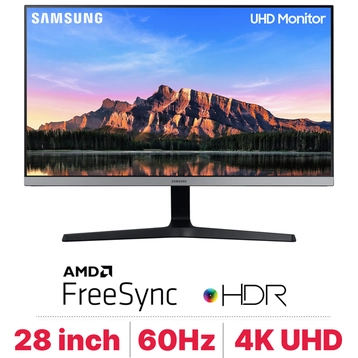 SAMSUNG UHD Monitor
SAMSUNG
AMD
FreeSync HDR
28 inch | 60Hz | 4K UHD